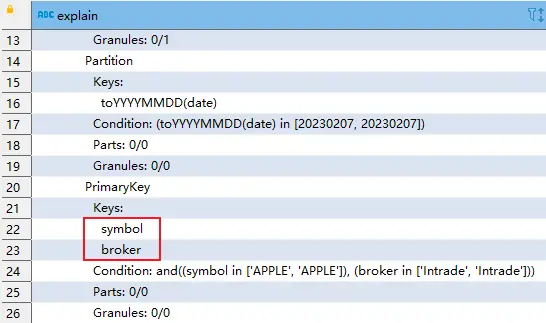 ABC explain
13 Granules: 0/1
14 Partition
15 Keys:
16 toYYYYMMDD(date)
17 Condition: (toYYYYMMDD(date) in [20230207, 20230207])
18 Parts: 0/0
19 Granules: 0/0
20 PrimaryKey
21 Keys:
22 symbol
23 broker
24 Condition: and((symbol in ['APPLE', 'APPLE']), (broker in ['Intrade', 'Intrade']))
25 Parts: 0/0
26 Granules: 0/0